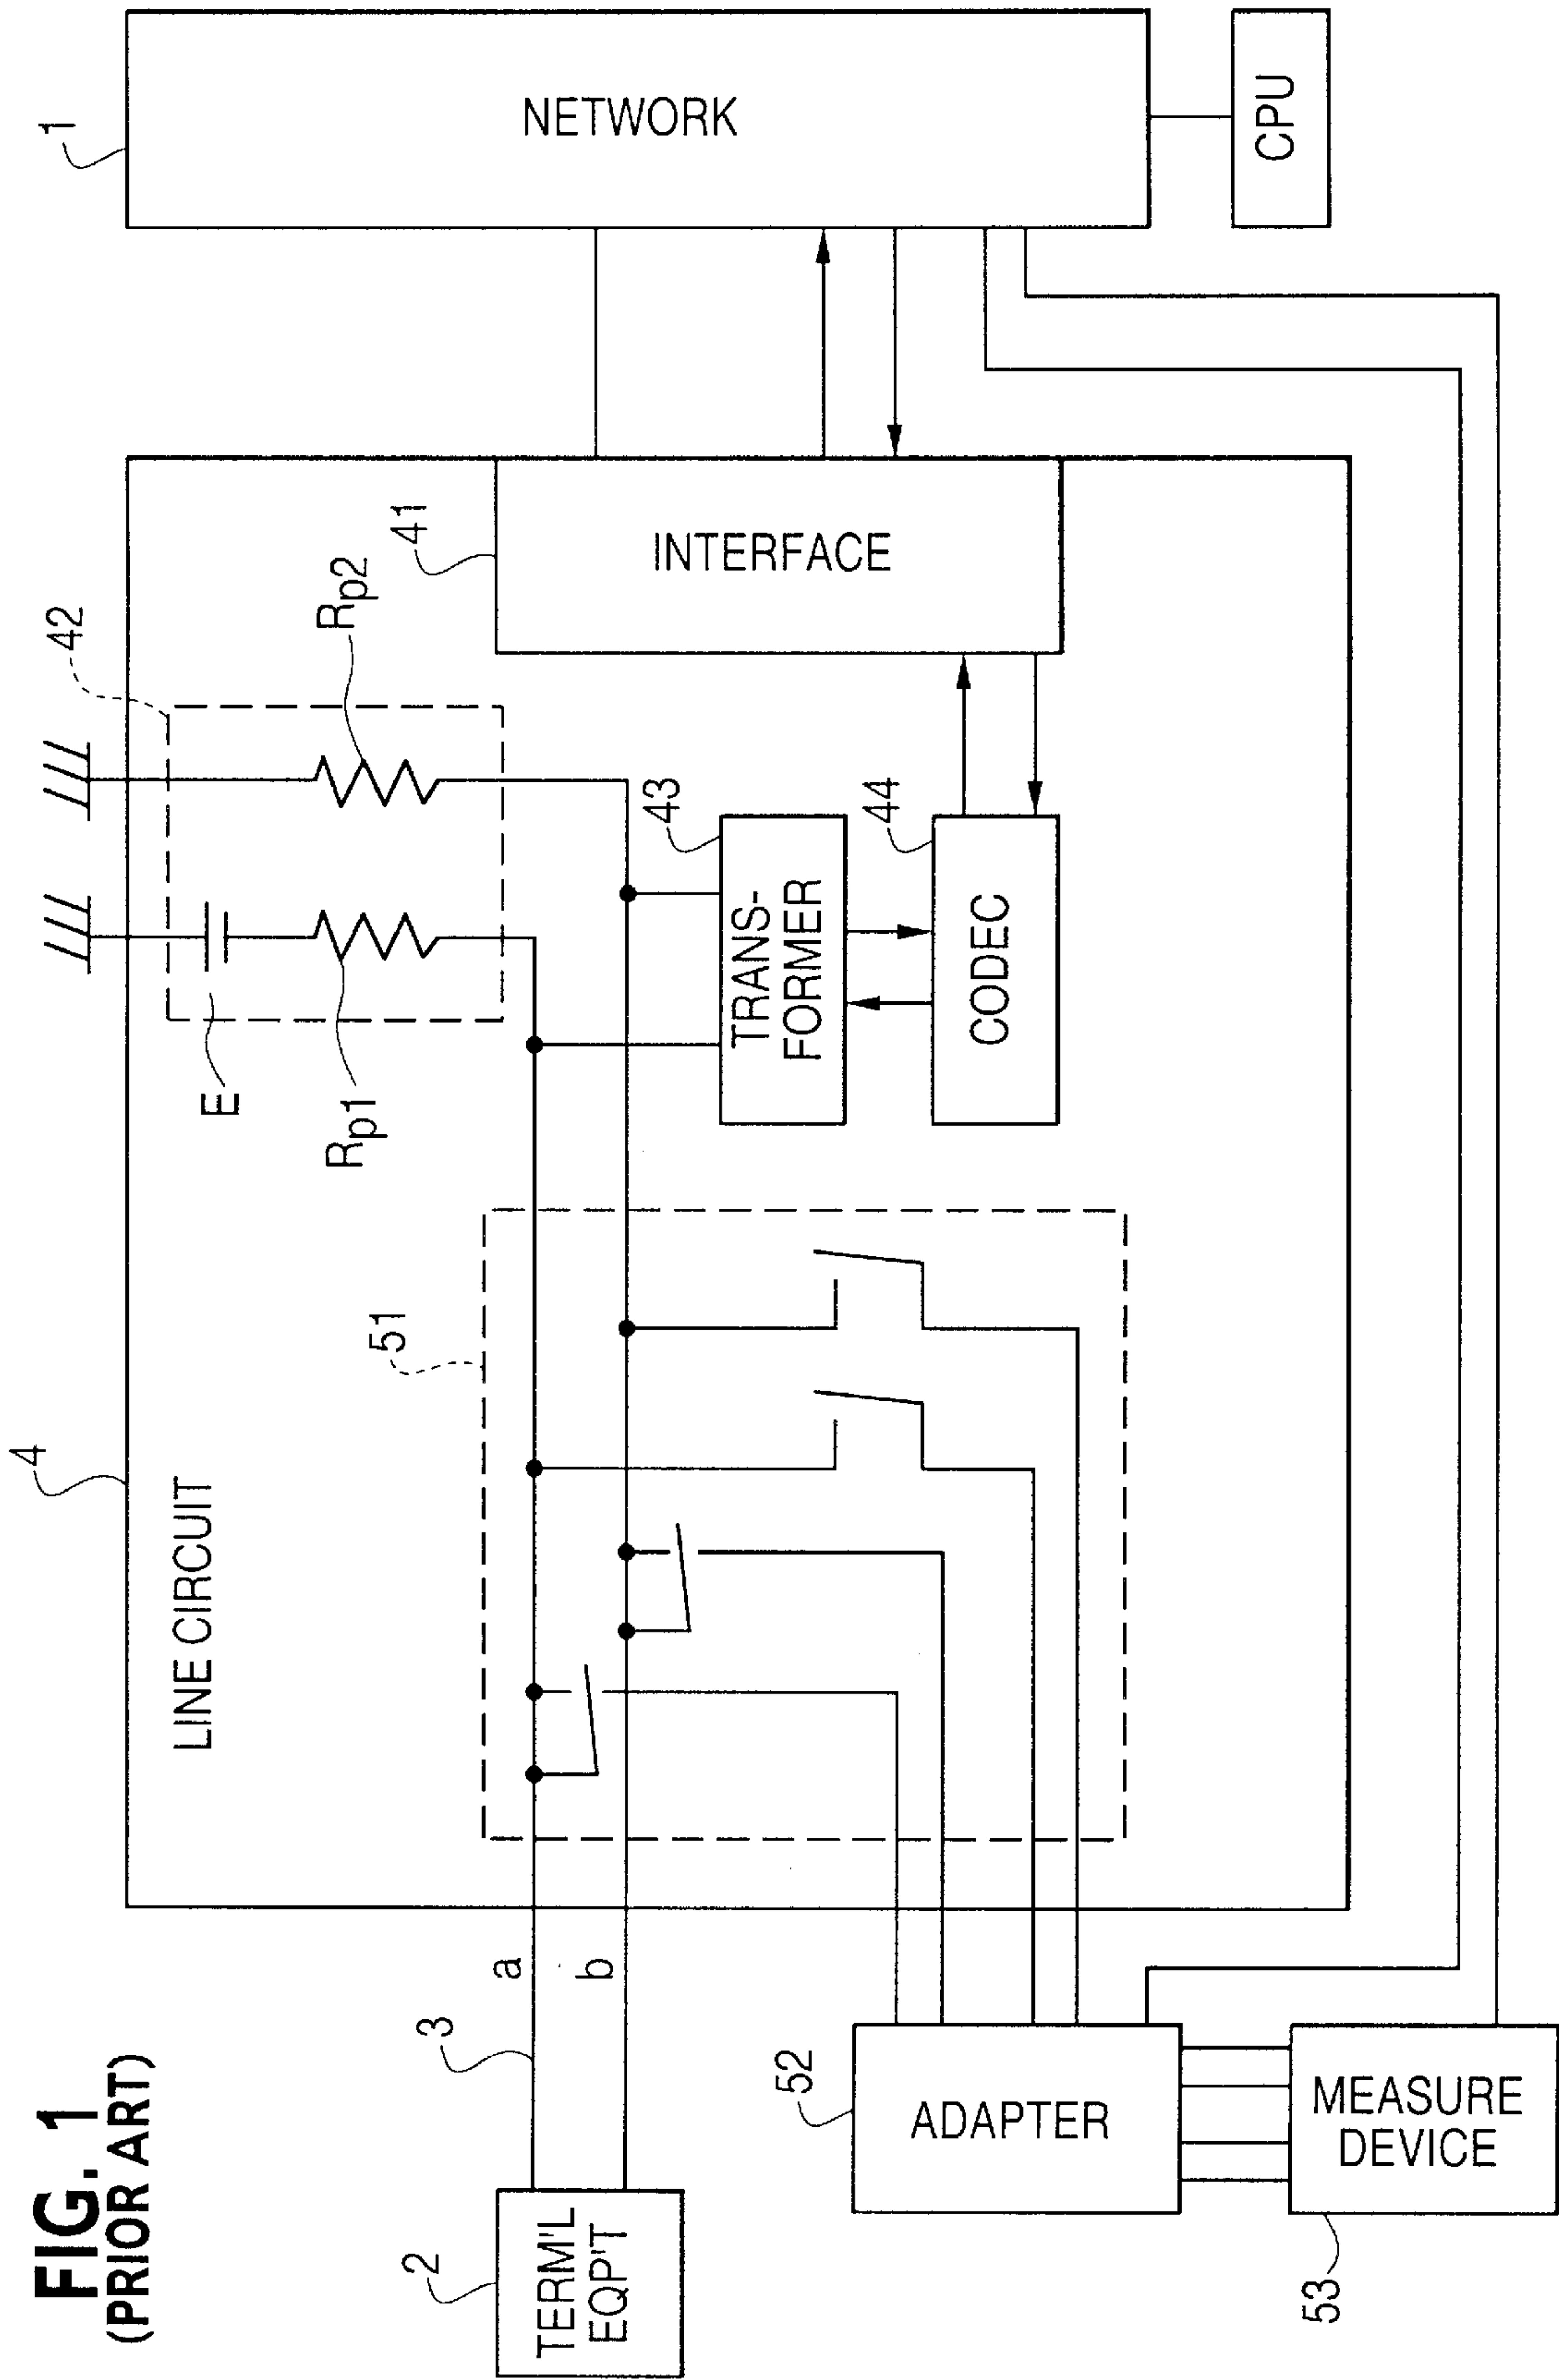 FIG. 1
(PRIOR ART)
4
LINE CIRCUIT
42
E
Rp1
Rp2
1
NETWORK
CPU
41
INTERFACE
51
43
TRANS-
FORMER
44
CODEC
2
TERM'L
EQP'T
3
a
b
52
ADAPTER
53
MEASURE
DEVICE